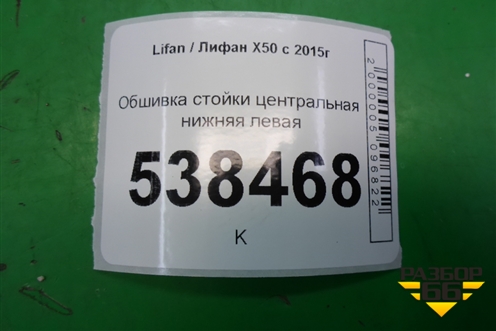 Lifan / Лифан X50 с 2015г
Обшивка стойки центральная
нижняя левая
538468
К
2000005096822
РАЗБОР
66